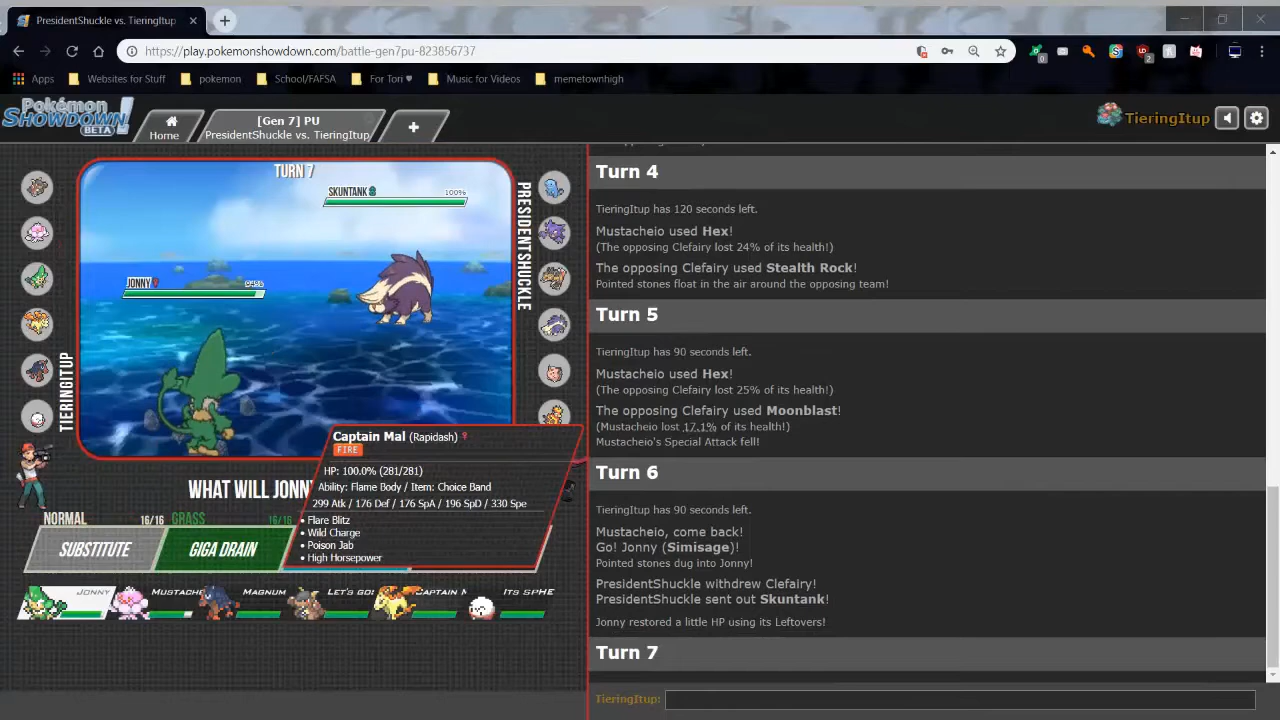 PresidentShuckle vs. TieringItup
https://play.pokemonshowdown.com/battle-gen7pu-823856737
Apps
Websites for Stuff
pokemon
School/FAFSA
For Tori ♥
Music for Videos
memetownhigh
Pokémon
SHOWDOWN!
BETA
Home
[Gen 7] PU
PresidentShuckle vs. TieringItup
TieringItup
TURN 7
SKUNTANK
100%
JONNY
PRESIDENTSHUCKLE
TIERINGITUP
Captain Mal (Rapidash) ♀
FIRE
HP: 100.0% (281/281)
Ability: Flame Body / Item: Choice Band
299 Atk / 176 Def / 176 SpA / 196 SpD / 330 Spe
• Flare Blitz
• Wild Charge
• Poison Jab
• High Horsepower
WHAT WILL JONN
NORMAL 16/16
SUBSTITUTE
GRASS 16/16
GIGA DRAIN
JONNY
MUSTACHE
MAGNUM
LET'S GO!
CAPTAIN M
ITS SPHE
Turn 4
TieringItup has 120 seconds left.
Mustacheio used Hex!
(The opposing Clefairy lost 24% of its health!)
The opposing Clefairy used Stealth Rock!
Pointed stones float in the air around the opposing team!
Turn 5
TieringItup has 90 seconds left.
Mustacheio used Hex!
(The opposing Clefairy lost 25% of its health!)
The opposing Clefairy used Moonblast!
(Mustacheio lost 17.1% of its health!)
Mustacheio's Special Attack fell!
Turn 6
TieringItup has 90 seconds left.
Mustacheio, come back!
Go! Jonny (Simisage)!
Pointed stones dug into Jonny!
PresidentShuckle withdrew Clefairy!
PresidentShuckle sent out Skuntank!
Jonny restored a little HP using its Leftovers!
Turn 7
TieringItup: